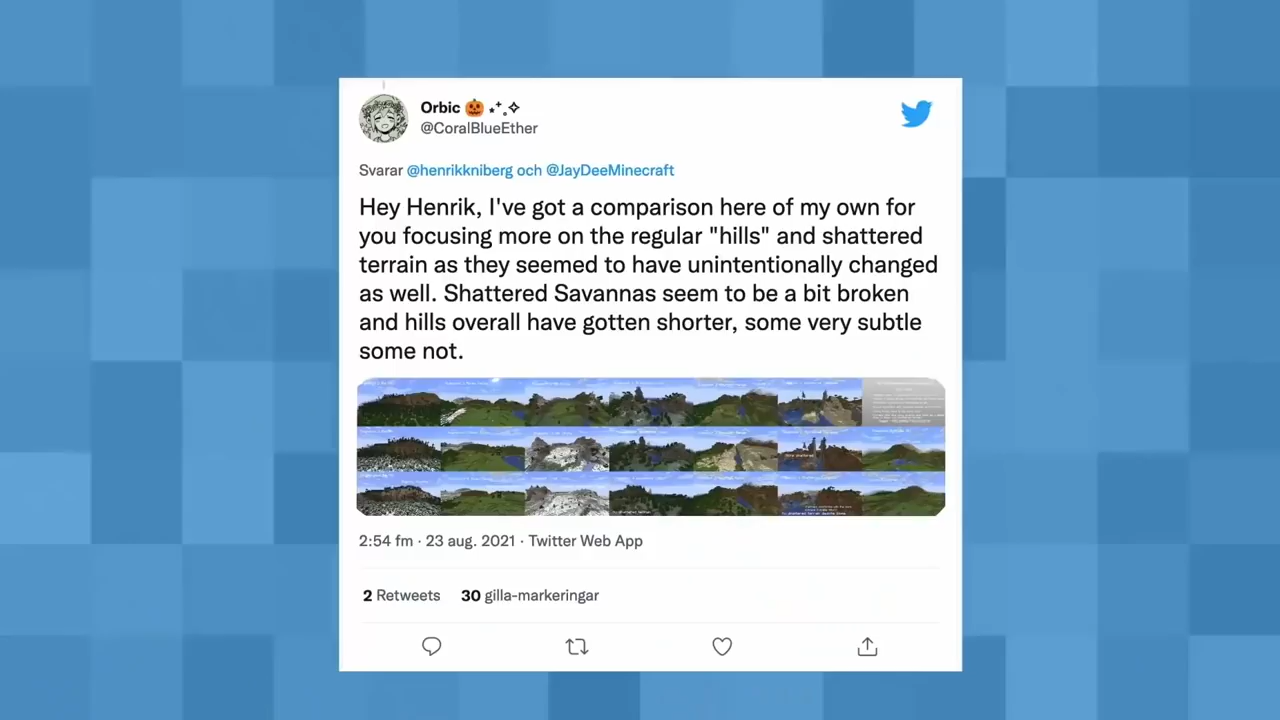 Orbic 🎃
@CoralBlueEther
Svarar @henrikkniberg och @JayDeeMinecraft
Hey Henrik, I've got a comparison here of my own for
you focusing more on the regular "hills" and shattered
terrain as they seemed to have unintentionally changed
as well. Shattered Savannas seem to be a bit broken
and hills overall have gotten shorter, some very subtle
some not.
2:54 fm · 23 aug. 2021 · Twitter Web App
2 Retweets 30 gilla-markeringar